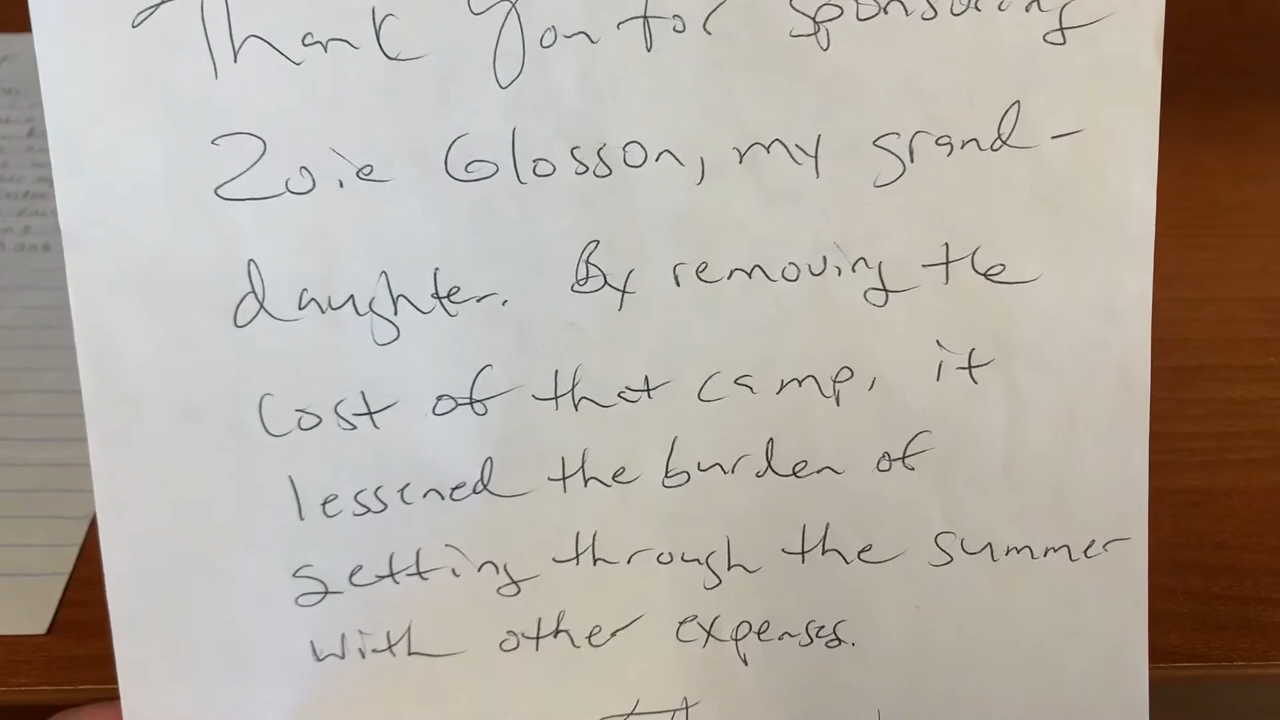 Thank you for sponsoring
Zoie Glosson, my grand-
daughter. By removing the
cost of that camp, it
lessened the burden of
getting through the summer
with other expenses.